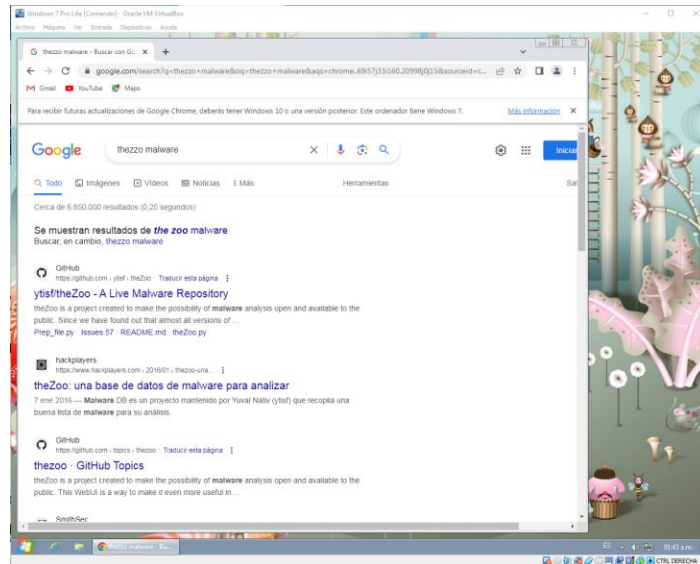 Windows 7 Pro Lite [Corriendo] - Oracle VM VirtualBox
Archivo Máquina Ver Entrada Dispositivos Ayuda
thezzo malware - Buscar con Go
google.com/search?q=thezzo+malware&oq=thezzo+malware&aqs=chrome..69i57j33i160.20998j0j15&sourceid=c...
Gmail YouTube Maps
Para recibir futuras actualizaciones de Google Chrome, deberás tener Windows 10 o una versión posterior. Este ordenador tiene Windows 7. Más información
Google thezzo malware Iniciar
Todo Imágenes Vídeos Noticias Más Herramientas Saf
Cerca de 6.850.000 resultados (0,25 segundos)
Se muestran resultados de the zoo malware
Buscar, en cambio, thezzo malware
GitHub
https://github.com › ytisf › theZoo · Traducir esta página
ytisf/theZoo - A Live Malware Repository
theZoo is a project created to make the possibility of malware analysis open and available to the
public. Since we have found out that almost all versions of ...
Prep_file.py · Issues 57 · README.md · theZoo.py
hackplayers
https://www.hackplayers.com › 2016/01 › thezoo-una...
theZoo: una base de datos de malware para analizar
7 ene 2016 — Malware DB es un proyecto mantenido por Yuval Nativ (ytisf) que recopila una
buena lista de malware para su análisis.
GitHub
https://github.com › topics › thezoo · Traducir esta página
thezoo · GitHub Topics
theZoo is a project created to make the possibility of malware analysis open and available to the
public. This WebUI is a way to make it even more useful in ...
SmithSec
thezzo malware - Bu...
ES 01:43 a.m.
CTRL DERECHA